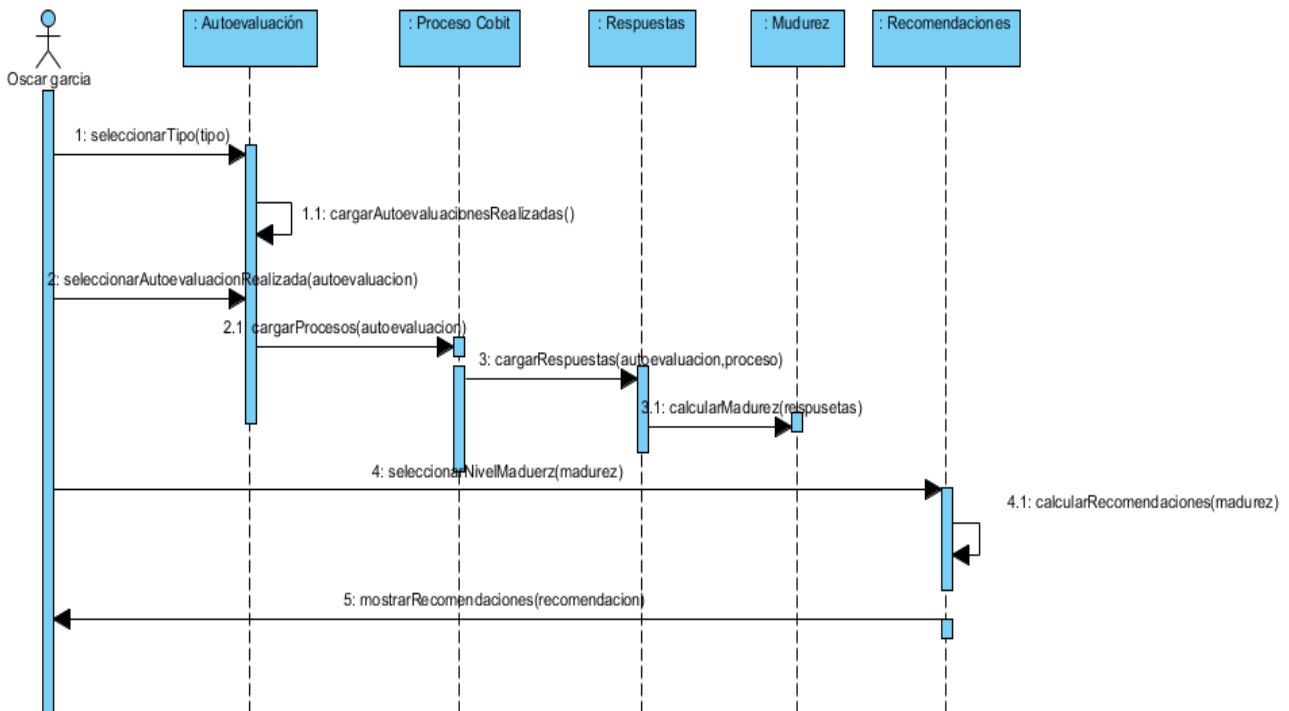 : Autoevaluación
: Proceso Cobit
: Respuestas
: Mudurez
: Recomendaciones
Oscar garcia
1: seleccionarTipo(tipo)
1.1: cargarAutoevaluacionesRealizadas()
2: seleccionarAutoevaluacionRealizada(autoevaluacion)
2.1: cargarProcesos(autoevaluacion)
3: cargarRespuestas(autoevaluacion,proceso)
3.1: calcularMadurez(respusetas)
4: seleccionarNivelMaduerz(madurez)
4.1: calcularRecomendaciones(madurez)
5: mostrarRecomendaciones(recomendacion)